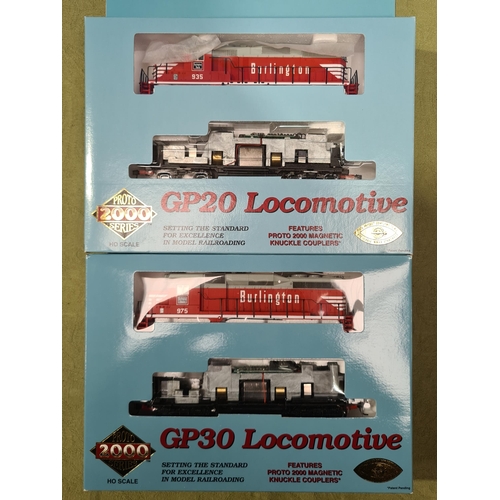 Burlington
935
PROTO
2000
SERIES
HO SCALE
GP20 Locomotive
SETTING THE STANDARD
FOR EXCELLENCE
IN MODEL RAILROADING
FEATURES
PROTO 2000 MAGNETIC
KNUCKLE COUPLERS*
Burlington
975
PROTO
2000
HO SCALE
GP30 Locomotive
SETTING THE STANDARD
FOR EXCELLENCE
IN MODEL RAILROADING
FEATURES
PROTO 2000 MAGNETIC
KNUCKLE COUPLERS*
*Patent Pending